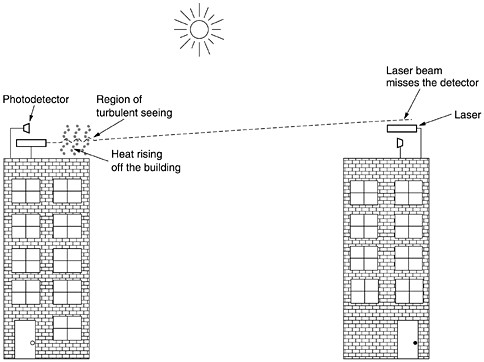 Laser beam
misses the detector
Photodetector
Region of
turbulent seeing
Laser
Heat rising
off the building